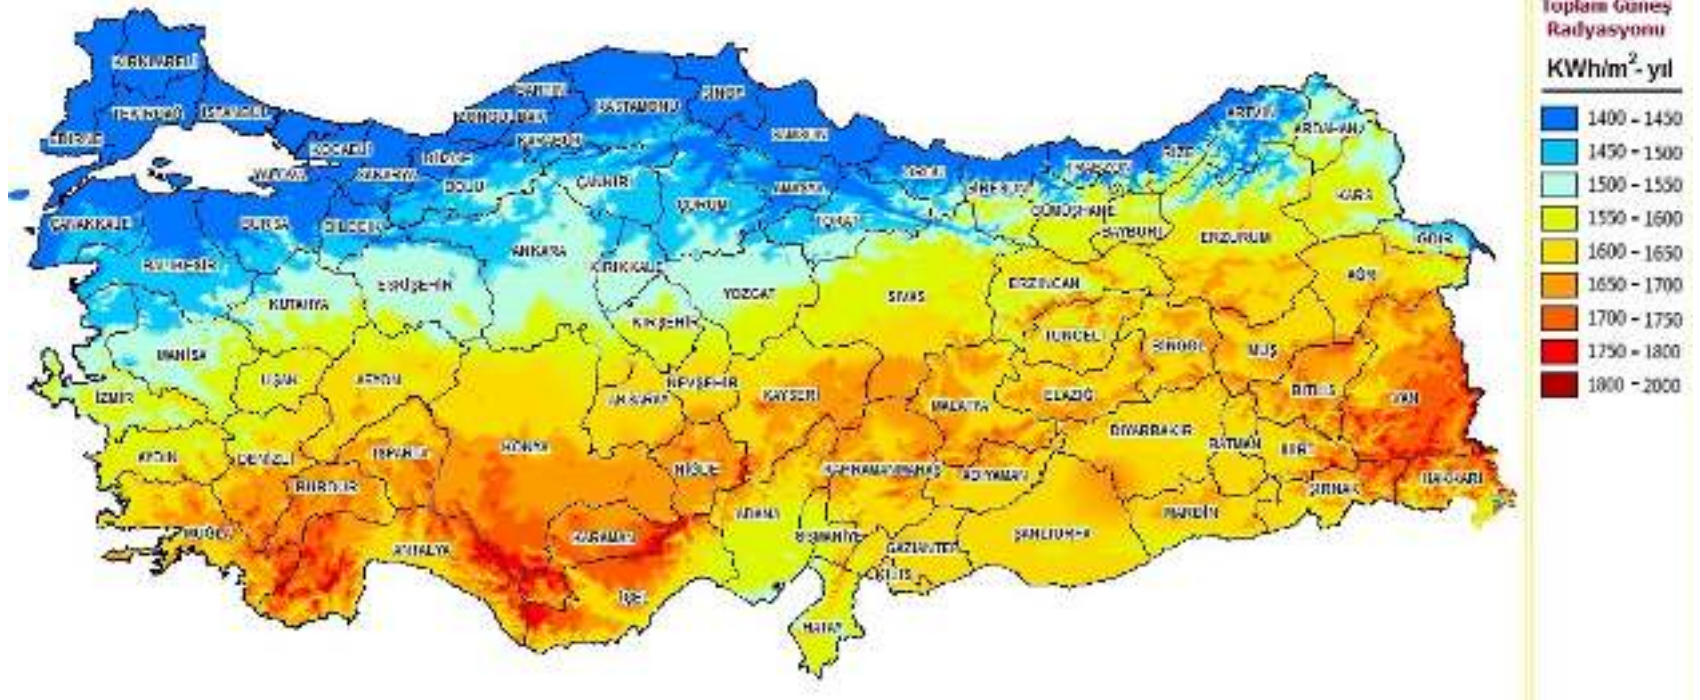 Toplam Güneş
Radyasyonu
KWh/m²- yıl
1400 - 1450
1450 - 1500
1500 - 1550
1550 - 1600
1600 - 1650
1650 - 1700
1700 - 1750
1750 - 1800
1800 - 2000
KIRKLARELİ
TEKİRDAĞ
İSTANBUL
EDİRNE
KOCAELİ
YALOVA
SAKARYA
DÜZCE
BOLU
ZONGULDAK
BARTIN
KARABÜK
KASTAMONU
SİNOP
SAMSUN
ÇANKIRI
ÇORUM
AMASYA
TOKAT
ORDU
GİRESUN
TRABZON
RİZE
ARTVİN
ARDAHAN
KARS
IĞDIR
GÜMÜŞHANE
BAYBURT
ERZURUM
AĞRI
ÇANAKKALE
BURSA
BİLECİK
BALIKESİR
KÜTAHYA
ESKİŞEHİR
ANKARA
KIRIKKALE
KIRŞEHİR
YOZGAT
SİVAS
ERZİNCAN
TUNCELİ
BİNGÖL
MUŞ
BİTLİS
VAN
MANİSA
İZMİR
UŞAK
AFYON
AKSARAY
NEVŞEHİR
KAYSERİ
MALATYA
ELAZIĞ
DİYARBAKIR
BATMAN
SİİRT
ŞIRNAK
HAKKARİ
AYDIN
DENİZLİ
ISPARTA
BURDUR
KONYA
NİĞDE
KAHRAMANMARAŞ
ADIYAMAN
MARDİN
MUĞLA
ANTALYA
KARAMAN
İÇEL
ADANA
OSMANİYE
GAZİANTEP
KİLİS
ŞANLIURFA
HATAY